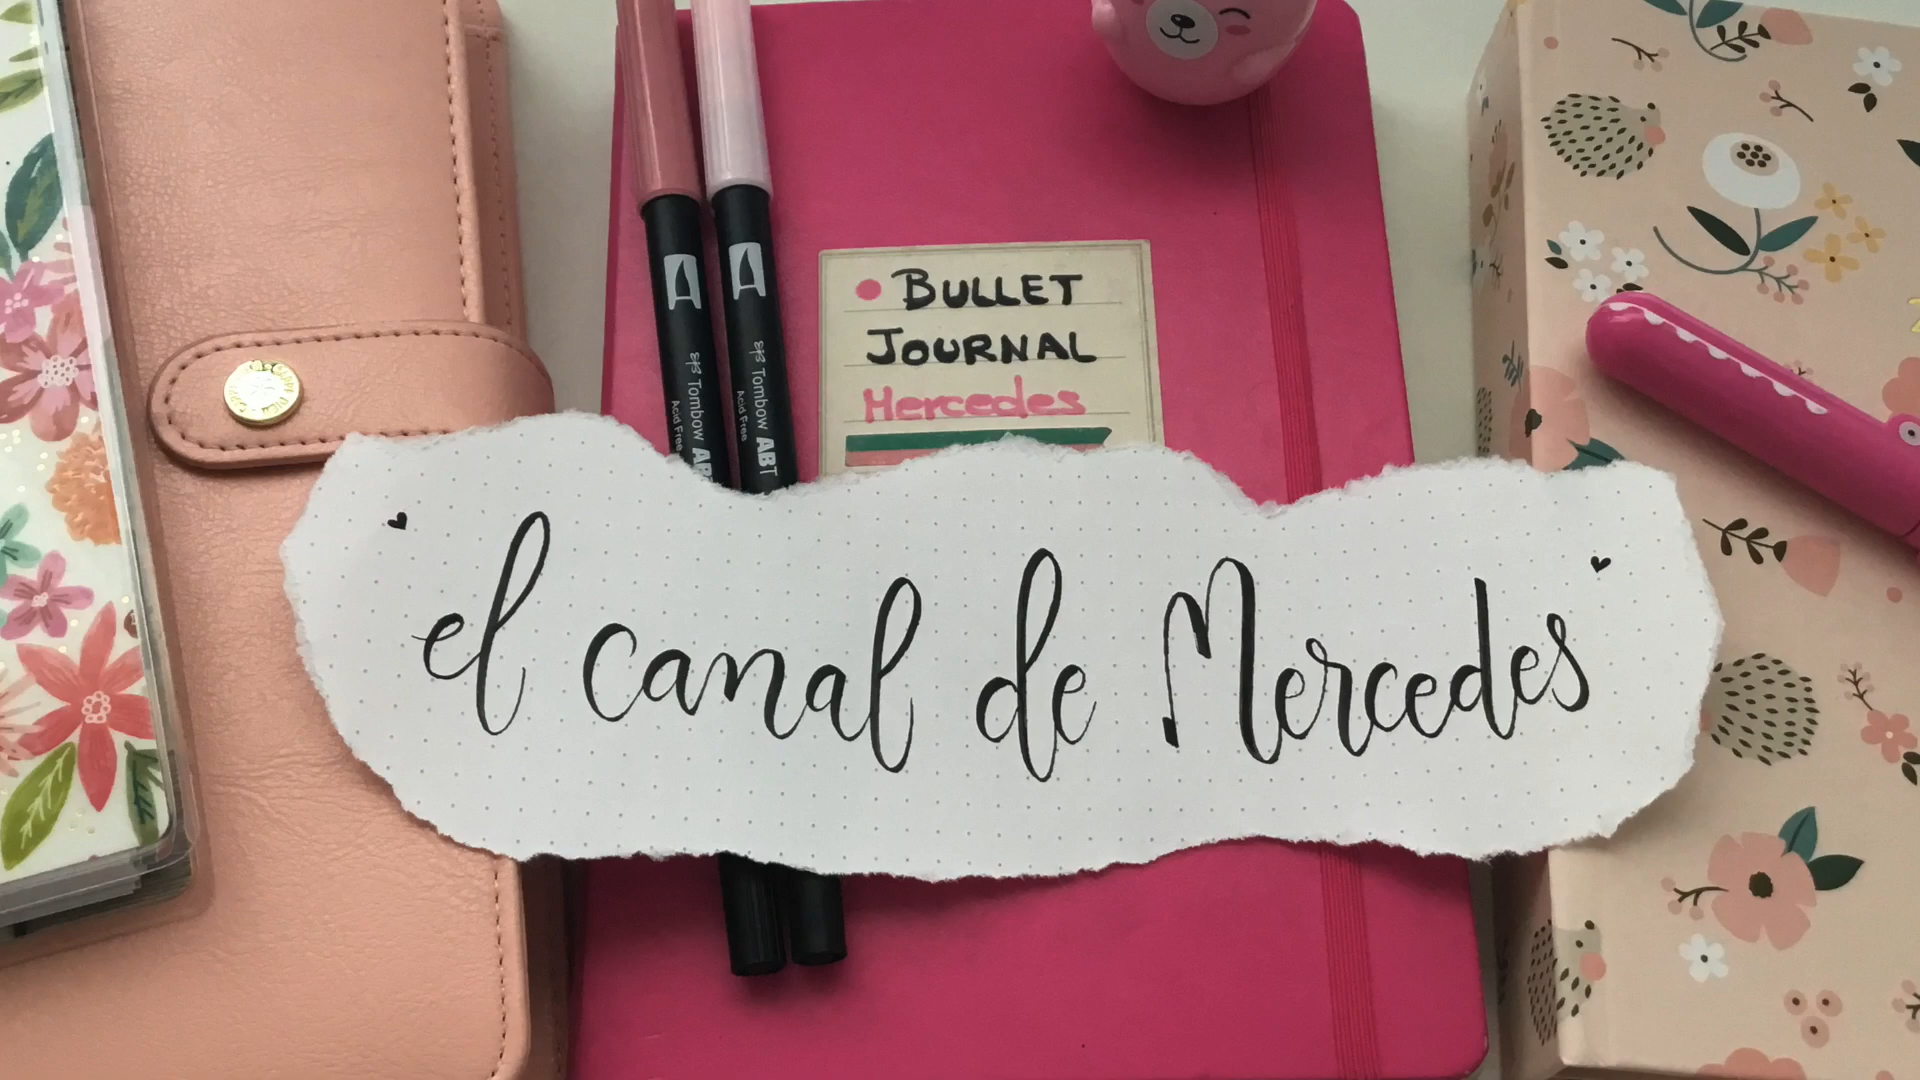 Tombow ABT
Acid Free
Tombow ABT
Acid Free
• BULLET
JOURNAL
Mercedes
el canal de Mercedes